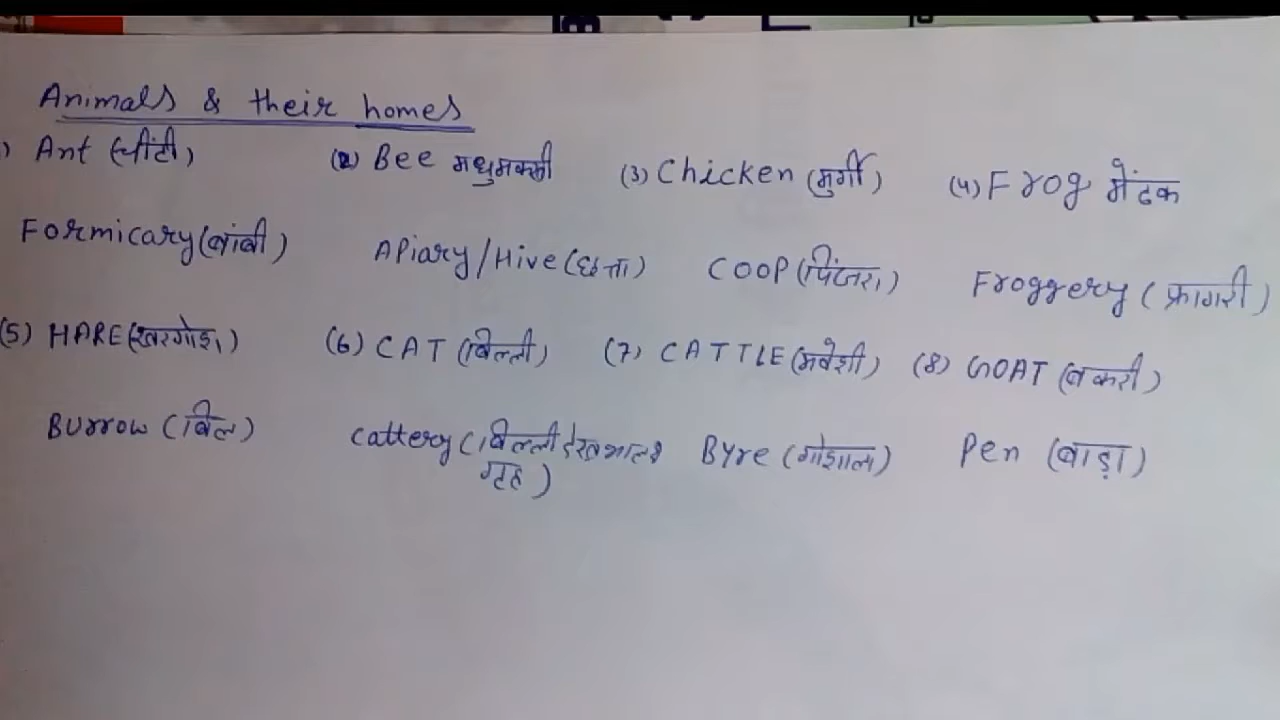 Animals & their homes
) Ant (चींटी) (2) Bee मधुमक्खी (3) Chicken (मुर्गी) (4) Frog मेंढक
Formicary (बांबी) Apiary/Hive (छत्ता) COOP (पिंजरा) Froggery (फ्रागरी)
(5) HARE (खरगोश) (6) CAT (बिल्ली) (7) CATTLE (मवेशी) (8) GOAT (बकरी)
Burrow (बिल) Cattery (बिल्ली देखभाल Byre (गोशाला) Pen (बाड़ा)
गृह)